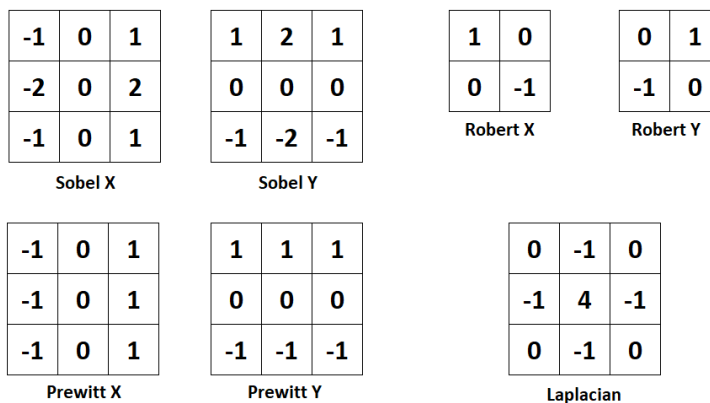 -1 0 1
-2 0 2
-1 0 1
Sobel X
1 2 1
0 0 0
-1 -2 -1
Sobel Y
1 0
0 -1
Robert X
0 1
-1 0
Robert Y
-1 0 1
-1 0 1
-1 0 1
Prewitt X
1 1 1
0 0 0
-1 -1 -1
Prewitt Y
0 -1 0
-1 4 -1
0 -1 0
Laplacian